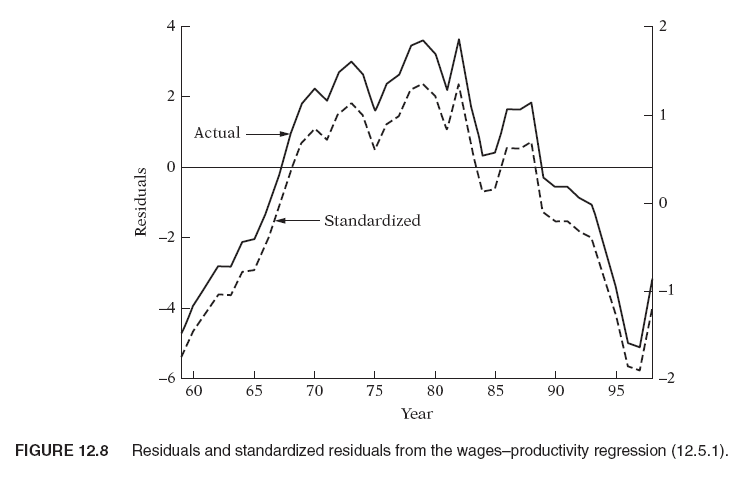 4
2
0
−2
−4
−6
Residuals
2
1
0
−1
−2
Actual
Standardized
60 65 70 75 80 85 90 95
Year
FIGURE 12.8 Residuals and standardized residuals from the wages–productivity regression (12.5.1).